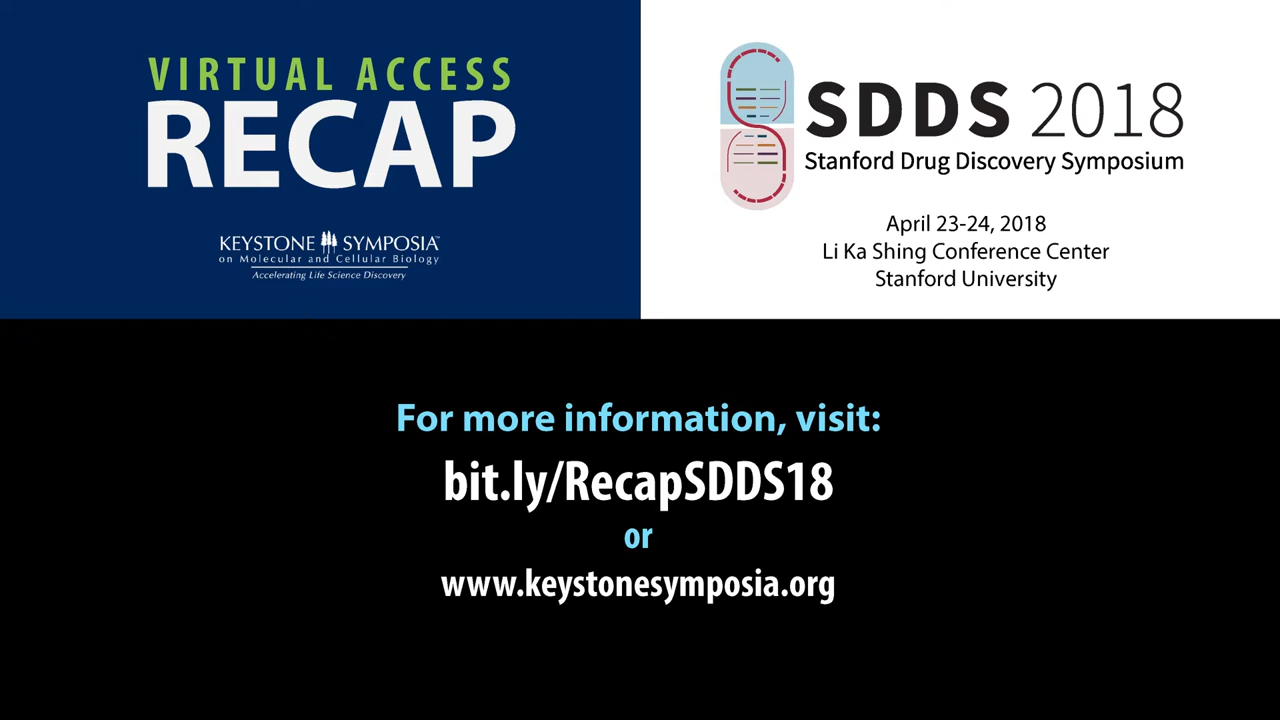 VIRTUAL ACCESS
RECAP
KEYSTONE SYMPOSIA™
on Molecular and Cellular Biology
Accelerating Life Science Discovery
SDDS 2018
Stanford Drug Discovery Symposium
April 23-24, 2018
Li Ka Shing Conference Center
Stanford University
For more information, visit:
bit.ly/RecapSDDS18
or
www.keystonesymposia.org